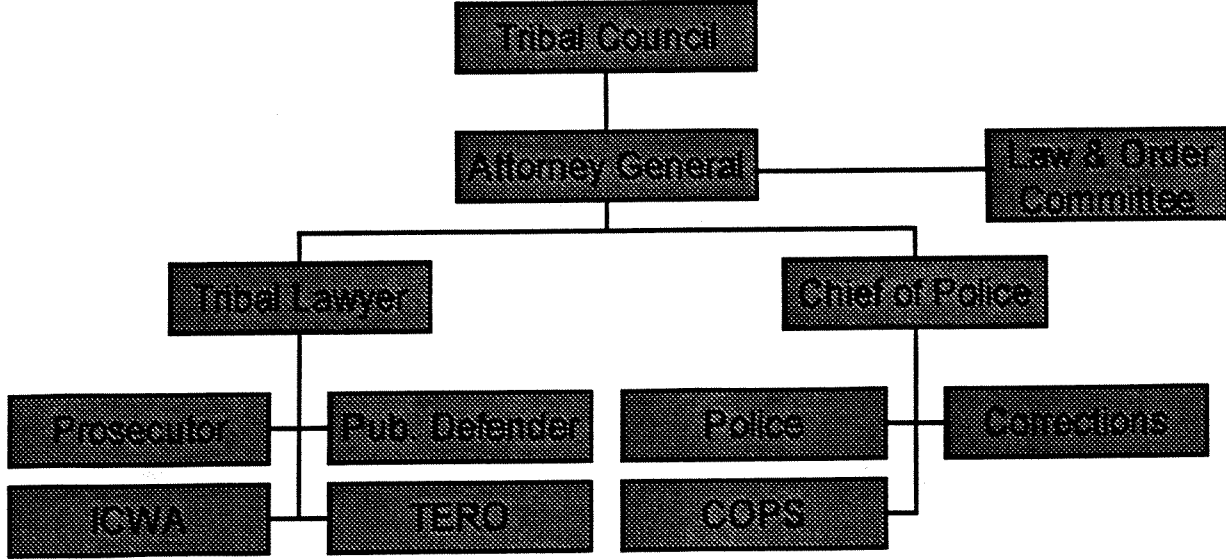 Tribal Council
Attorney General
Law & Order
Committee
Tribal Lawyer
Chief of Police
Prosecutor
Pub. Defender
Police
Corrections
ICWA
TERO
COPS